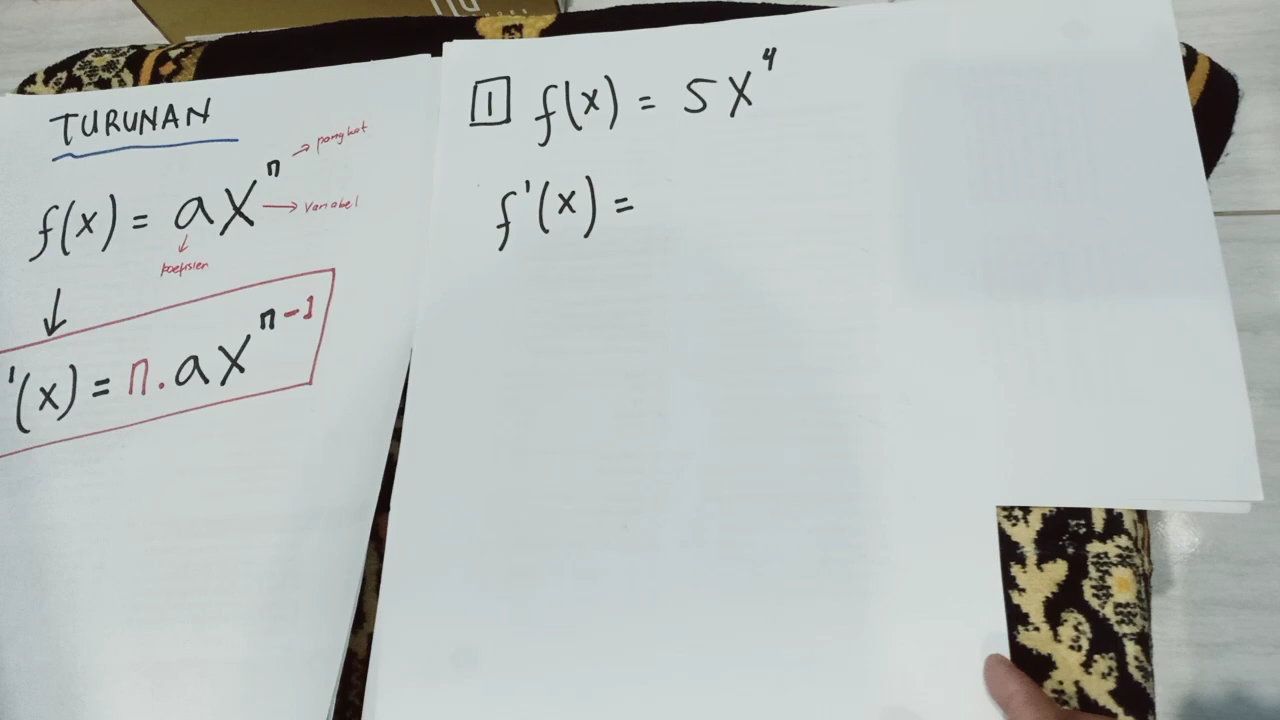 TURUNAN
f(x) = ax^n
→ pangkat
→ variabel
↓
koefisien
↓
'(x) = n.ax^{n-1}
1 f(x) = 5x^4
f'(x) =